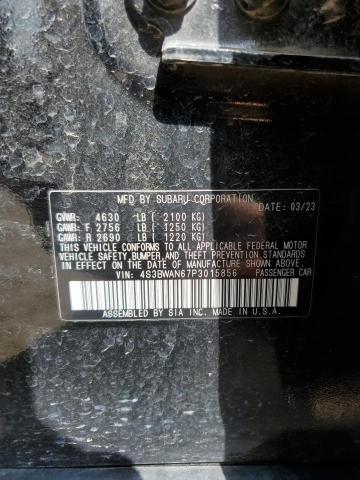 MFD BY SUBARU CORPORATION
DATE: 03/23
GVWR: 4630 LB ( 2100 KG)
GAWR: F 2756 LB ( 1250 KG)
GAWR: R 2690 LB ( 1220 KG)
THIS VEHICLE CONFORMS TO ALL APPLICABLE FEDERAL MOTOR
VEHICLE SAFETY,BUMPER,AND THEFT PREVENTION STANDARDS
IN EFFECT ON THE DATE OF MANUFACTURE SHOWN ABOVE.
VIN: 4S3BWAN67P3015856 PASSENGER CAR
ASSEMBLED BY SIA INC. MADE IN U.S.A.